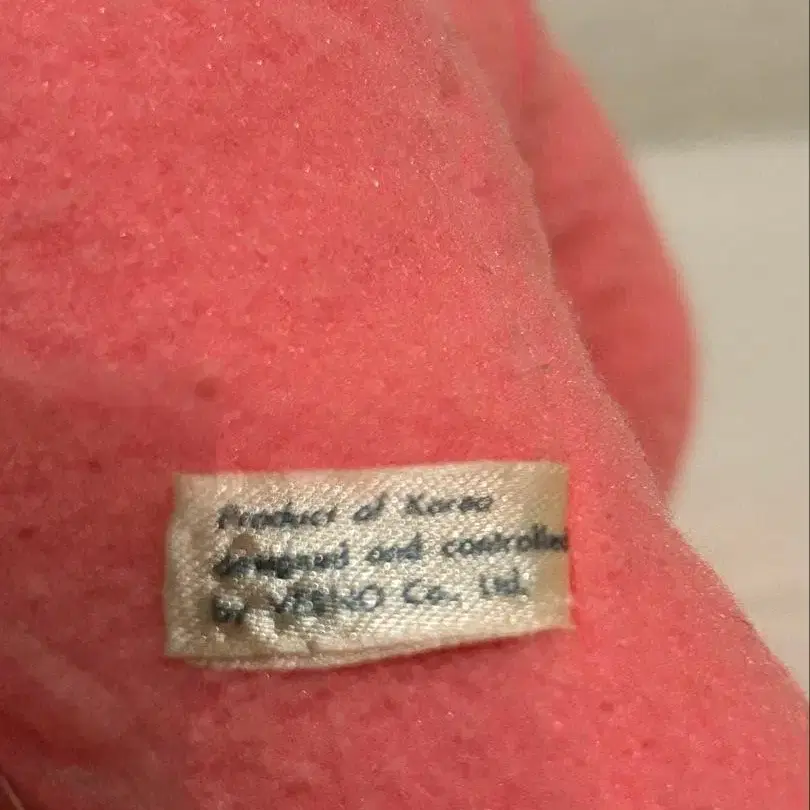 Product of Korea
designed and controlled
by Co. Ltd.